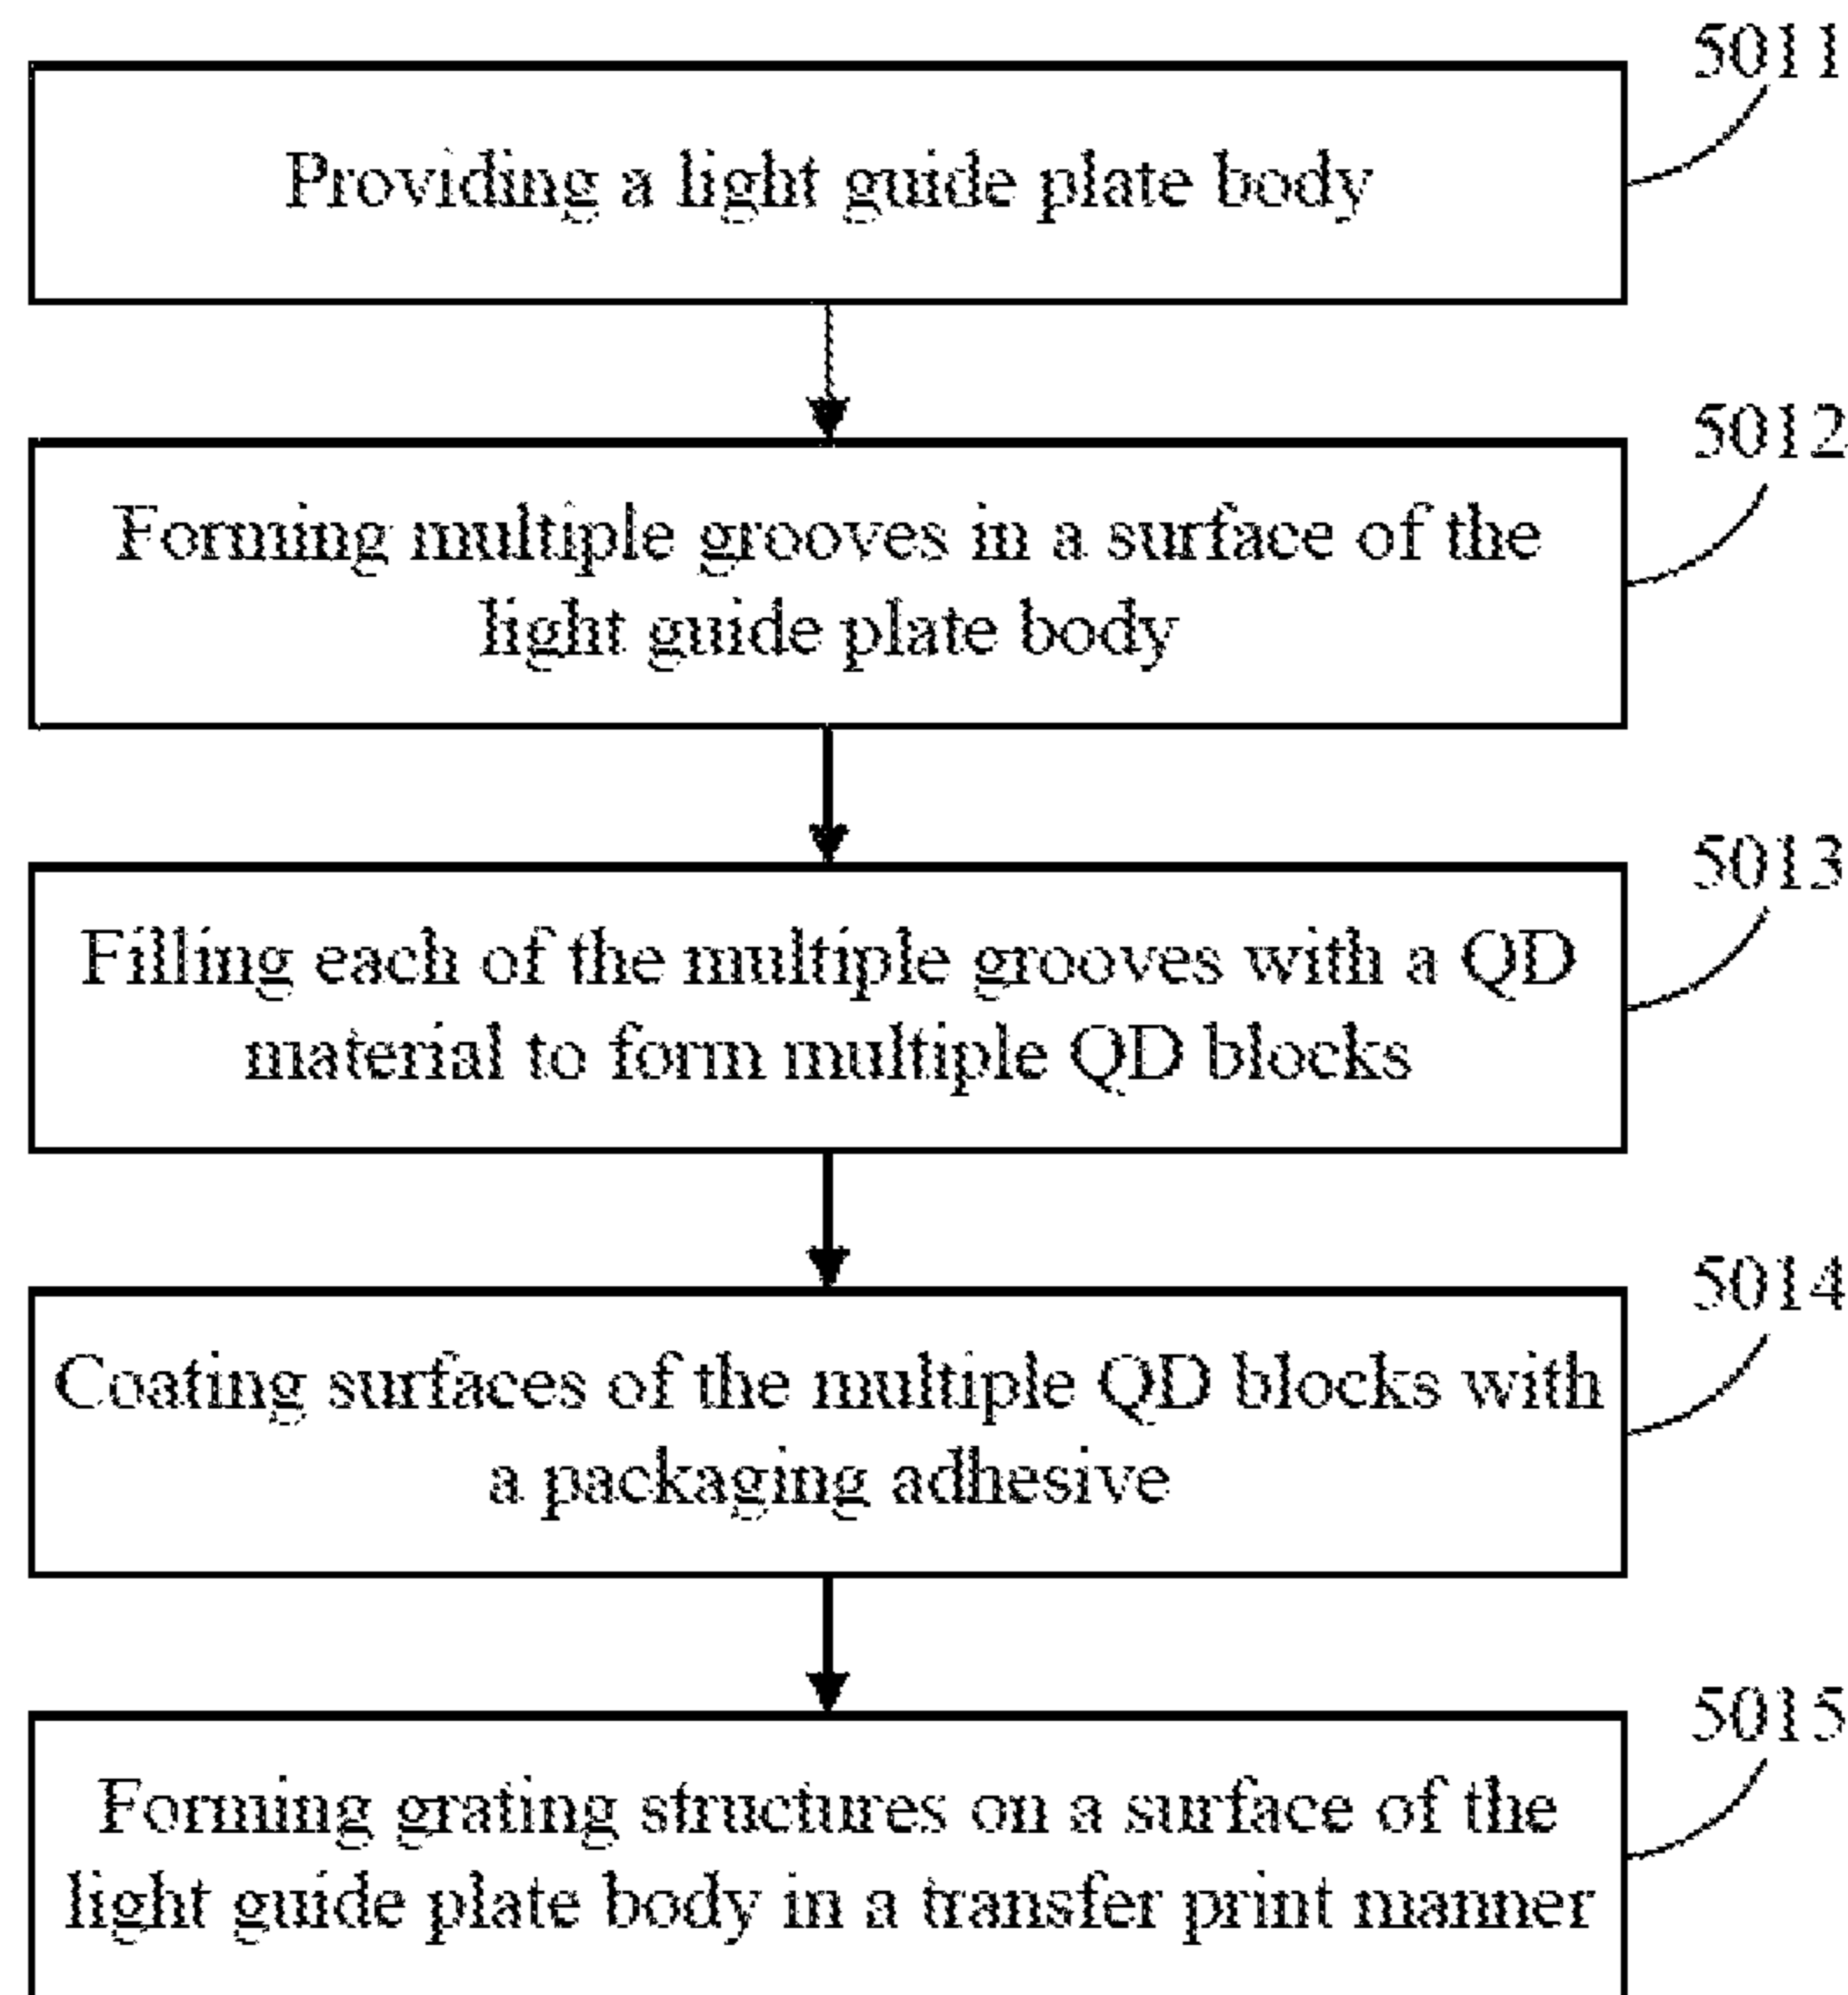 5011
Providing a light guide plate body
5012
Forming multiple grooves in a surface of the
light guide plate body
5013
Filling each of the multiple grooves with a QD
material to form multiple QD blocks
5014
Coating surfaces of the multiple QD blocks with
a packaging adhesive
5015
Forming grating structures on a surface of the
light guide plate body in a transfer print manner